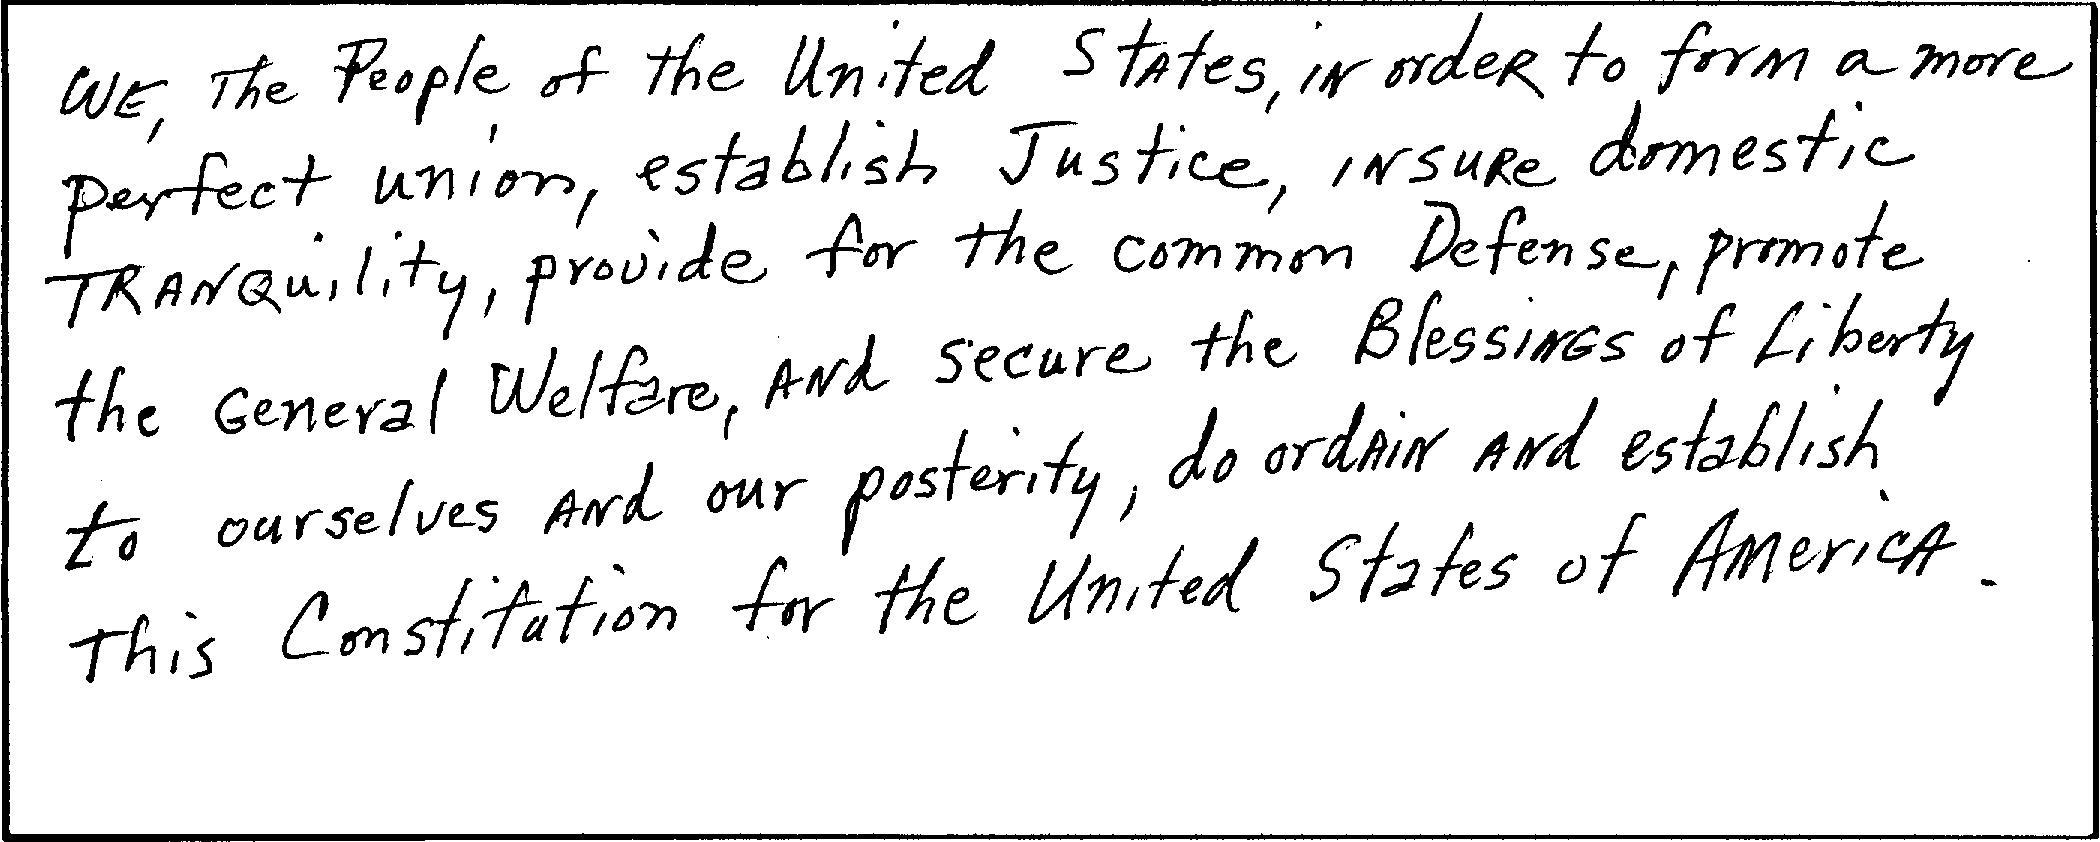 WE, The People of the United States, in order to form a more
perfect union, establish Justice, insure domestic
TRANQuility, provide for the common Defense, promote
the General Welfare, AND secure the BlessiNGs of Liberty
to ourselves AND our posterity, do ordAIN AND establish
This Constitution for the United States of AmericA.